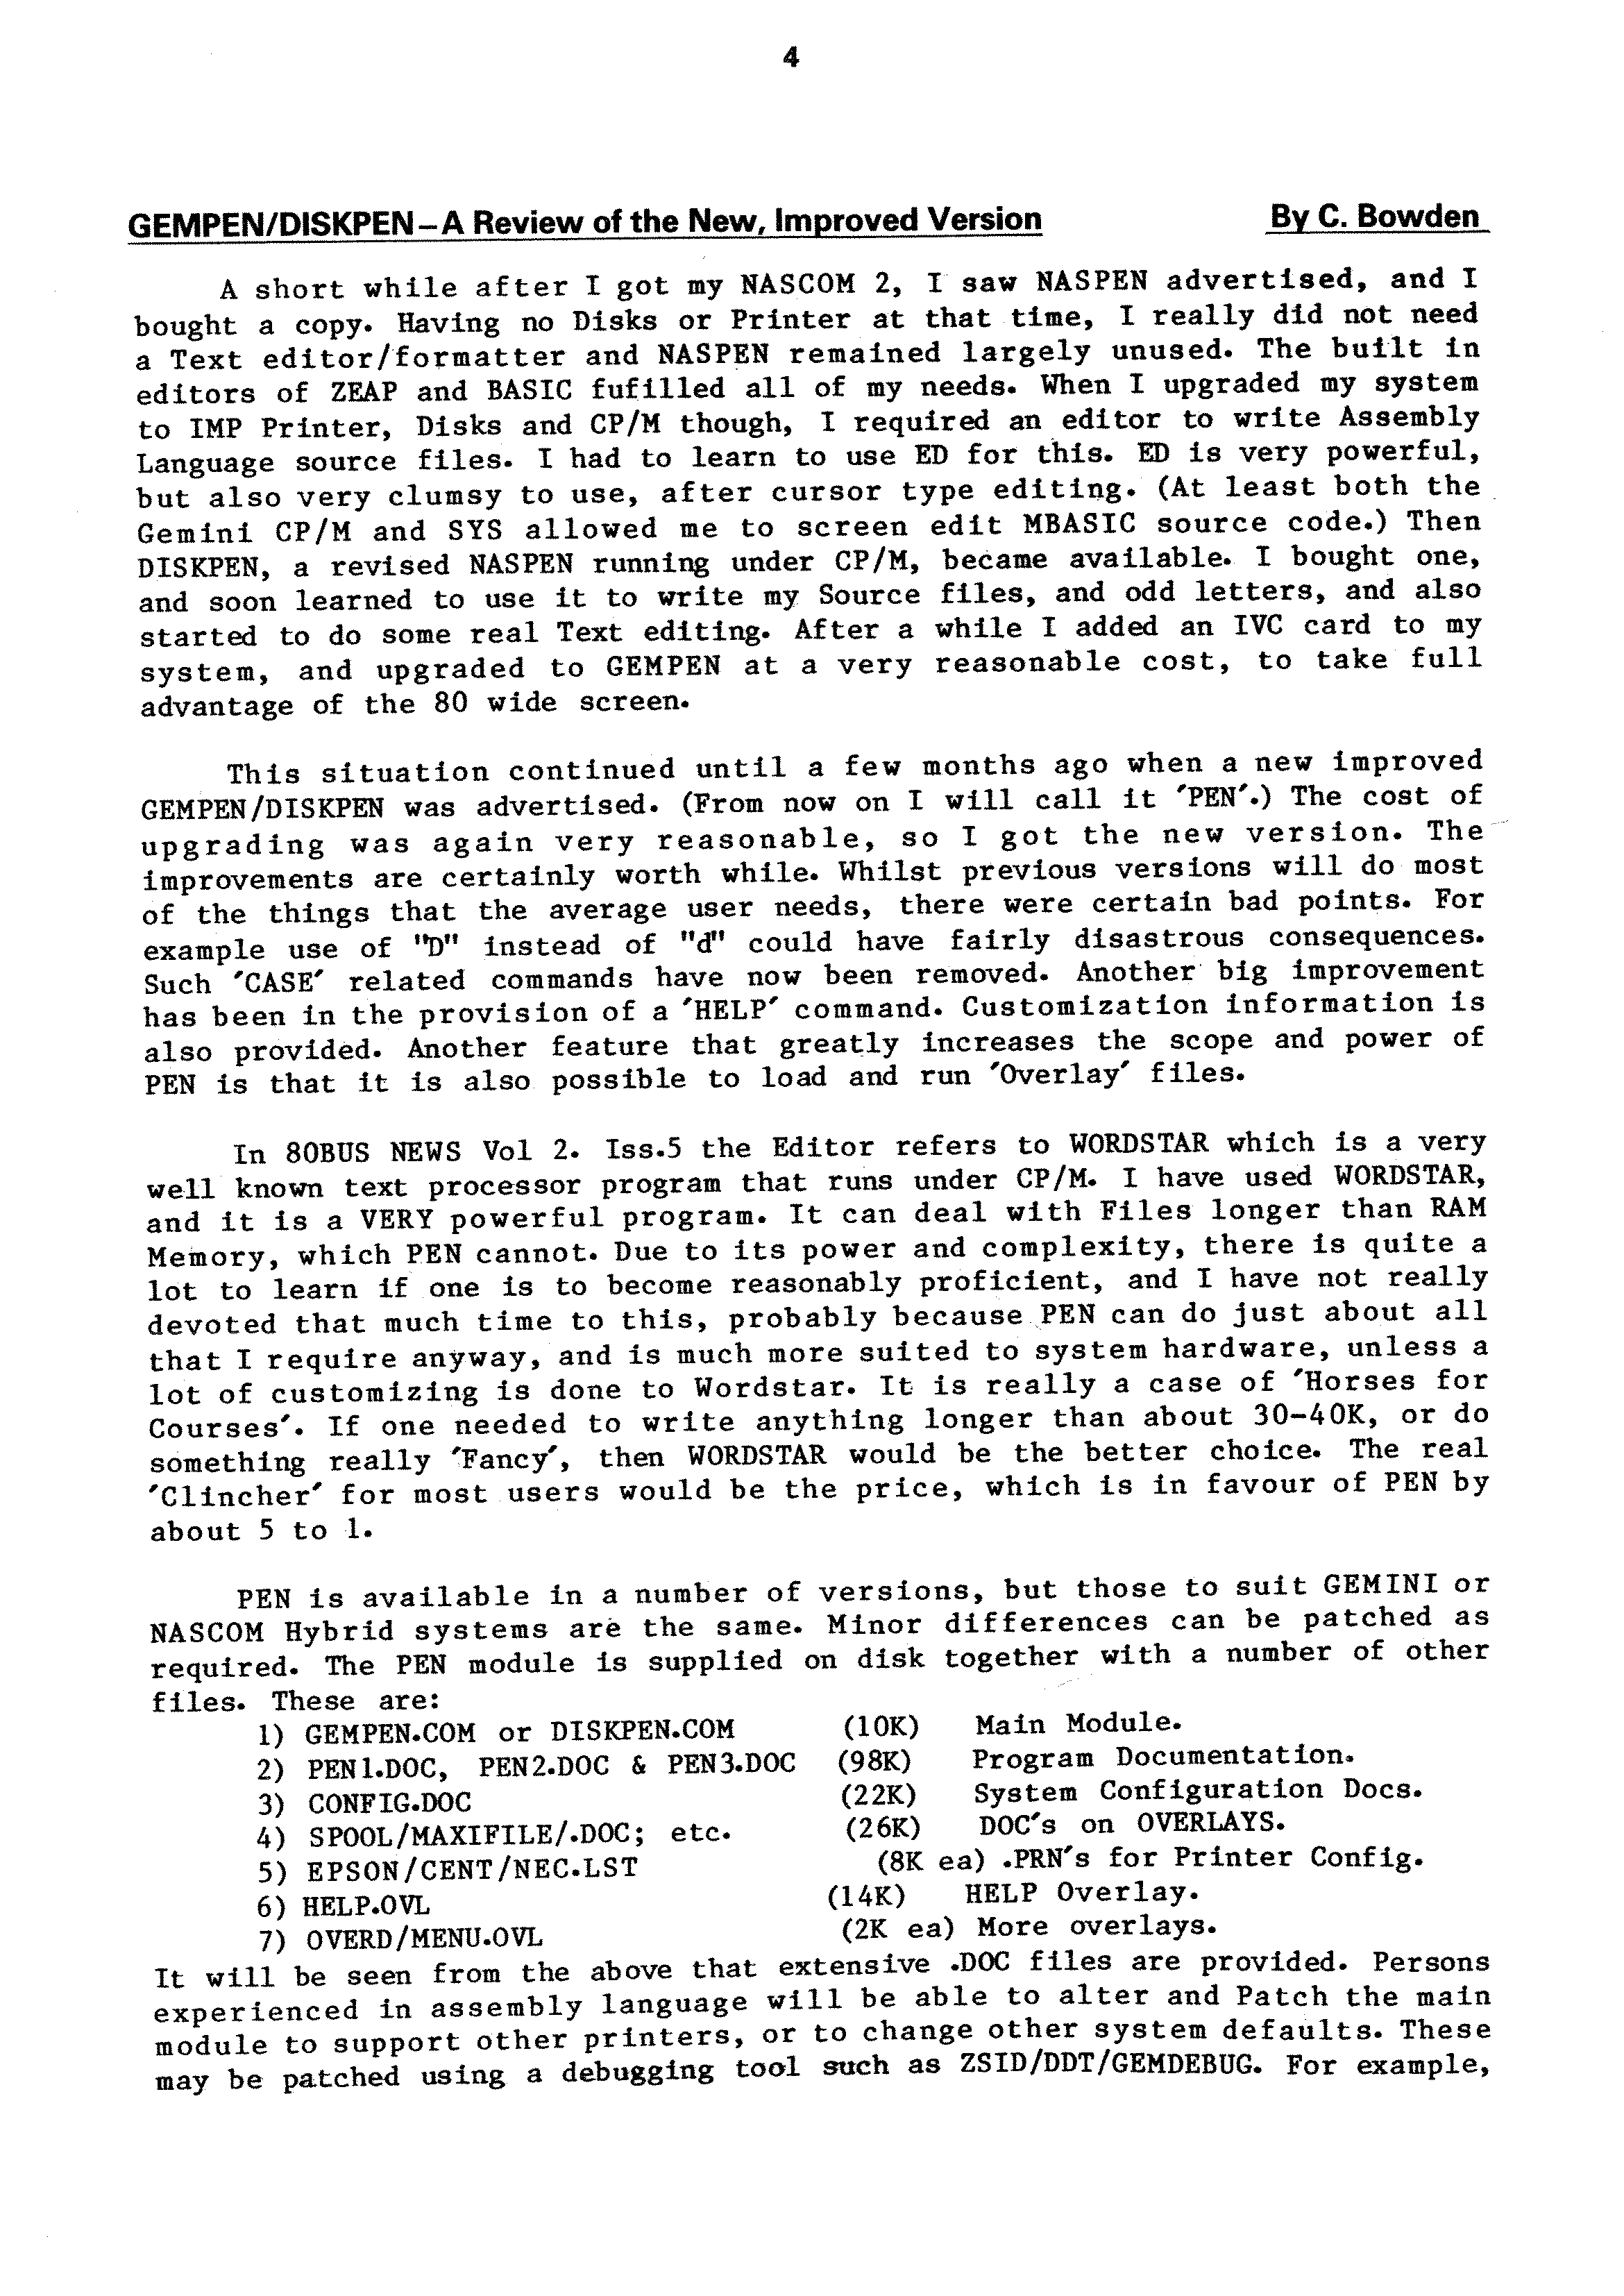 4
GEMPEN/DISKPEN–A Review of the New, Improved Version By C. Bowden
A short while after I got my NASCOM 2, I saw NASPEN advertised, and I
bought a copy. Having no Disks or Printer at that time, I really did not need
a Text editor/formatter and NASPEN remained largely unused. The built in
editors of ZEAP and BASIC fufilled all of my needs. When I upgraded my system
to IMP Printer, Disks and CP/M though, I required an editor to write Assembly
Language source files. I had to learn to use ED for this. ED is very powerful,
but also very clumsy to use, after cursor type editing. (At least both the
Gemini CP/M and SYS allowed me to screen edit MBASIC source code.) Then
DISKPEN, a revised NASPEN running under CP/M, became available. I bought one,
and soon learned to use it to write my Source files, and odd letters, and also
started to do some real Text editing. After a while I added an IVC card to my
system, and upgraded to GEMPEN at a very reasonable cost, to take full
advantage of the 80 wide screen.
This situation continued until a few months ago when a new improved
GEMPEN/DISKPEN was advertised. (From now on I will call it 'PEN'.) The cost of
upgrading was again very reasonable, so I got the new version. The
improvements are certainly worth while. Whilst previous versions will do most
of the things that the average user needs, there were certain bad points. For
example use of "D" instead of "d" could have fairly disastrous consequences.
Such 'CASE' related commands have now been removed. Another big improvement
has been in the provision of a 'HELP' command. Customization information is
also provided. Another feature that greatly increases the scope and power of
PEN is that it is also possible to load and run 'Overlay' files.
In 80BUS NEWS Vol 2. Iss.5 the Editor refers to WORDSTAR which is a very
well known text processor program that runs under CP/M. I have used WORDSTAR,
and it is a VERY powerful program. It can deal with Files longer than RAM
Memory, which PEN cannot. Due to its power and complexity, there is quite a
lot to learn if one is to become reasonably proficient, and I have not really
devoted that much time to this, probably because PEN can do just about all
that I require anyway, and is much more suited to system hardware, unless a
lot of customizing is done to Wordstar. It is really a case of 'Horses for
Courses'. If one needed to write anything longer than about 30-40K, or do
something really 'Fancy', then WORDSTAR would be the better choice. The real
'Clincher' for most users would be the price, which is in favour of PEN by
about 5 to 1.
PEN is available in a number of versions, but those to suit GEMINI or
NASCOM Hybrid systems are the same. Minor differences can be patched as
required. The PEN module is supplied on disk together with a number of other
files. These are:
1) GEMPEN.COM or DISKPEN.COM (10K) Main Module.
2) PEN1.DOC, PEN2.DOC & PEN3.DOC (98K) Program Documentation.
3) CONFIG.DOC (22K) System Configuration Docs.
4) SPOOL/MAXIFILE/.DOC; etc. (26K) DOC's on OVERLAYS.
5) EPSON/CENT/NEC.LST (8K ea) .PRN's for Printer Config.
6) HELP.OVL (14K) HELP Overlay.
7) OVERD/MENU.OVL (2K ea) More overlays.
It will be seen from the above that extensive .DOC files are provided. Persons
experienced in assembly language will be able to alter and Patch the main
module to support other printers, or to change other system defaults. These
may be patched using a debugging tool such as ZSID/DDT/GEMDEBUG. For example,